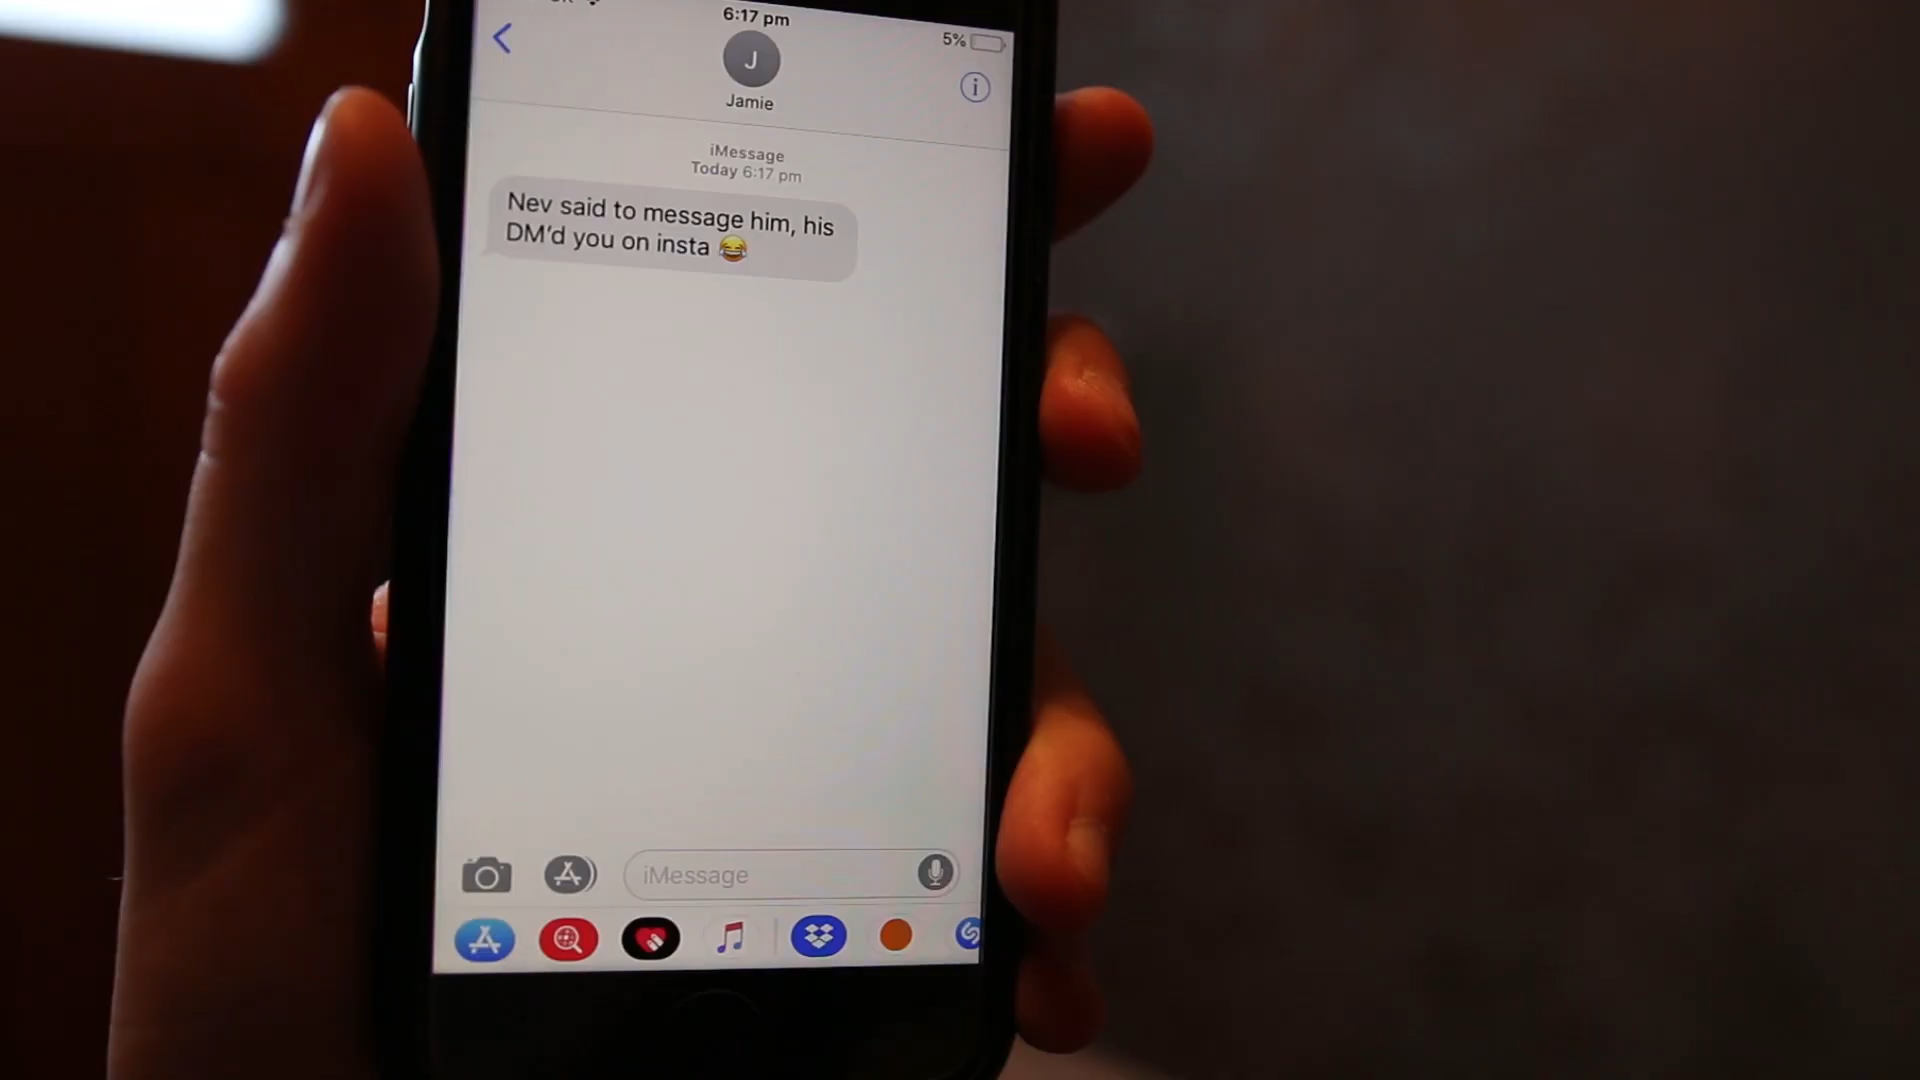 6:17 pm
5%
J
Jamie
iMessage
Today 6:17 pm
Nev said to message him, his
DM'd you on insta 😂
iMessage